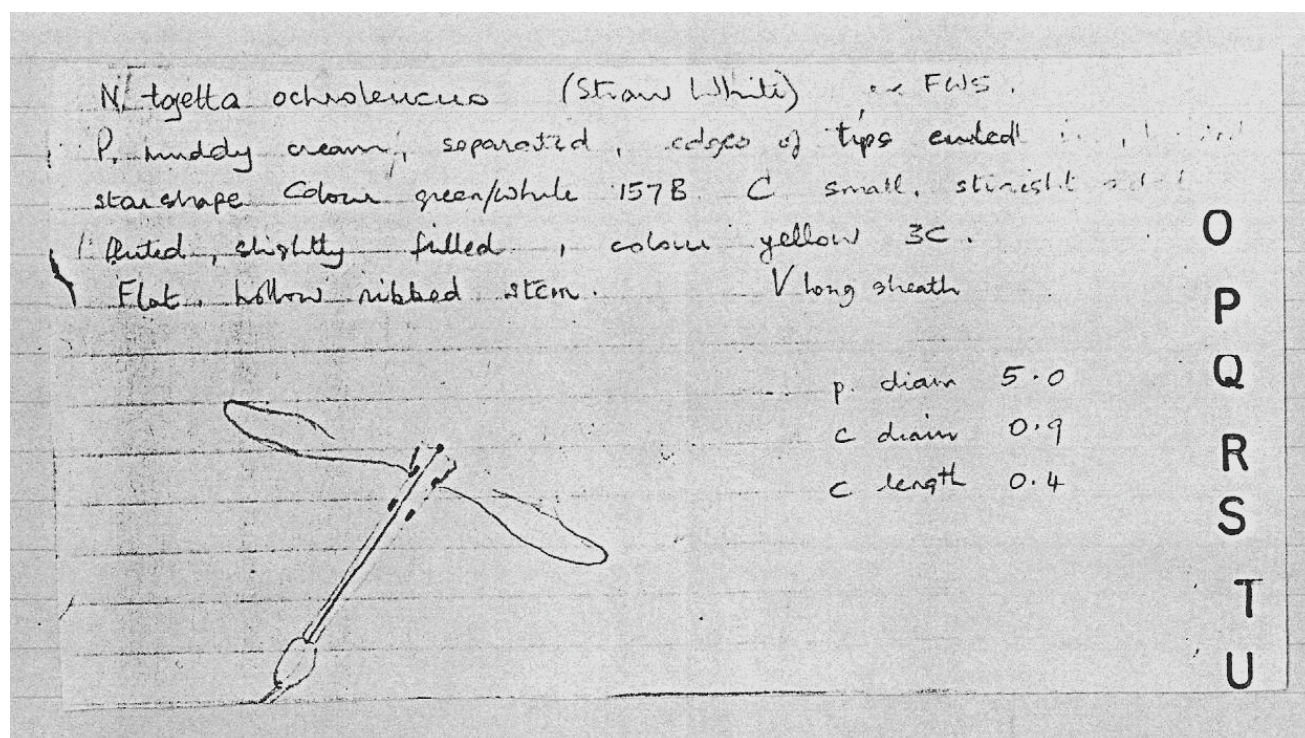 N. tazetta ochroleucus (Straw White) FWS.
P. muddy cream, separated, edges of tips curled
star shape Colour green/white 157B. C small, straight
fluted, slightly frilled, colour yellow 3C.
Flat, hollow ribbed stem. V long sheath
p. diam 5.0
c diam 0.9
c length 0.4
O
P
Q
R
S
T
U